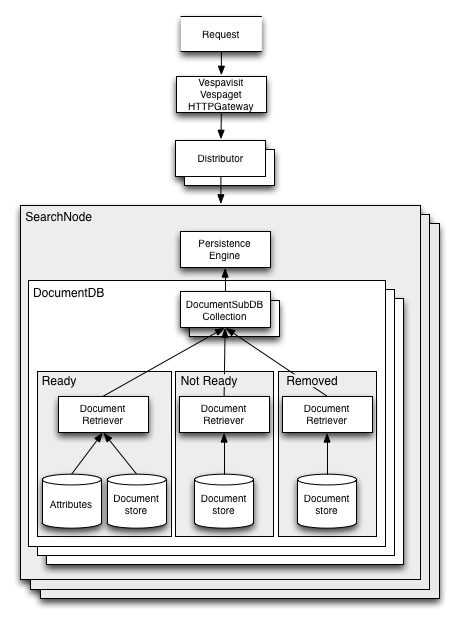 Request
Vespavisit
Vespaget
HTTPGateway
Distributor
SearchNode
Persistence
Engine
DocumentDB
DocumentSubDB
Collection
Ready
Not Ready
Removed
Document
Retriever
Document
Retriever
Document
Retriever
Attributes
Document
store
Document
store
Document
store